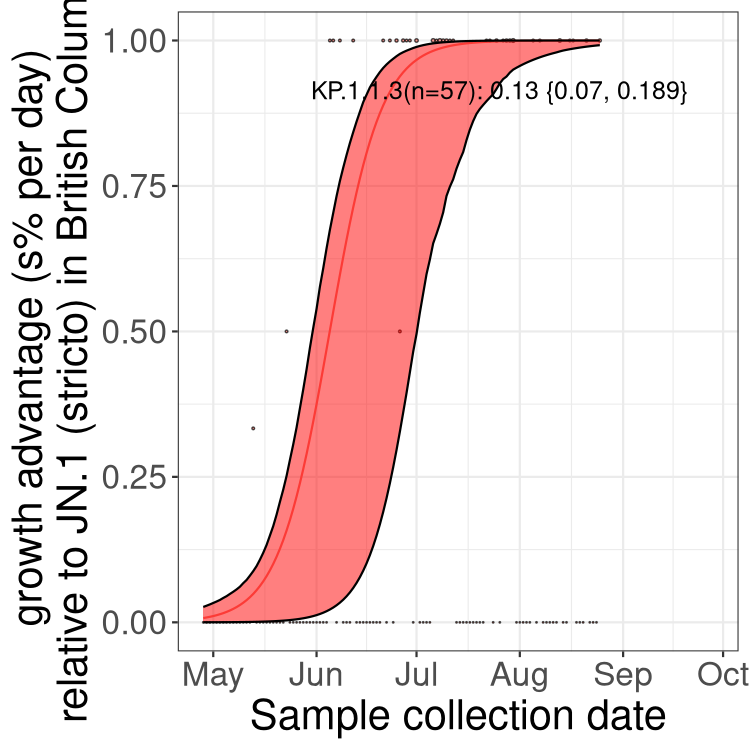 growth advantage (s% per day)
relative to JN.1 (stricto) in British Colum
1.00
0.75
0.50
0.25
0.00
KP.1.1.3(n=57): 0.13 {0.07, 0.189}
May Jun Jul Aug Sep Oct
Sample collection date